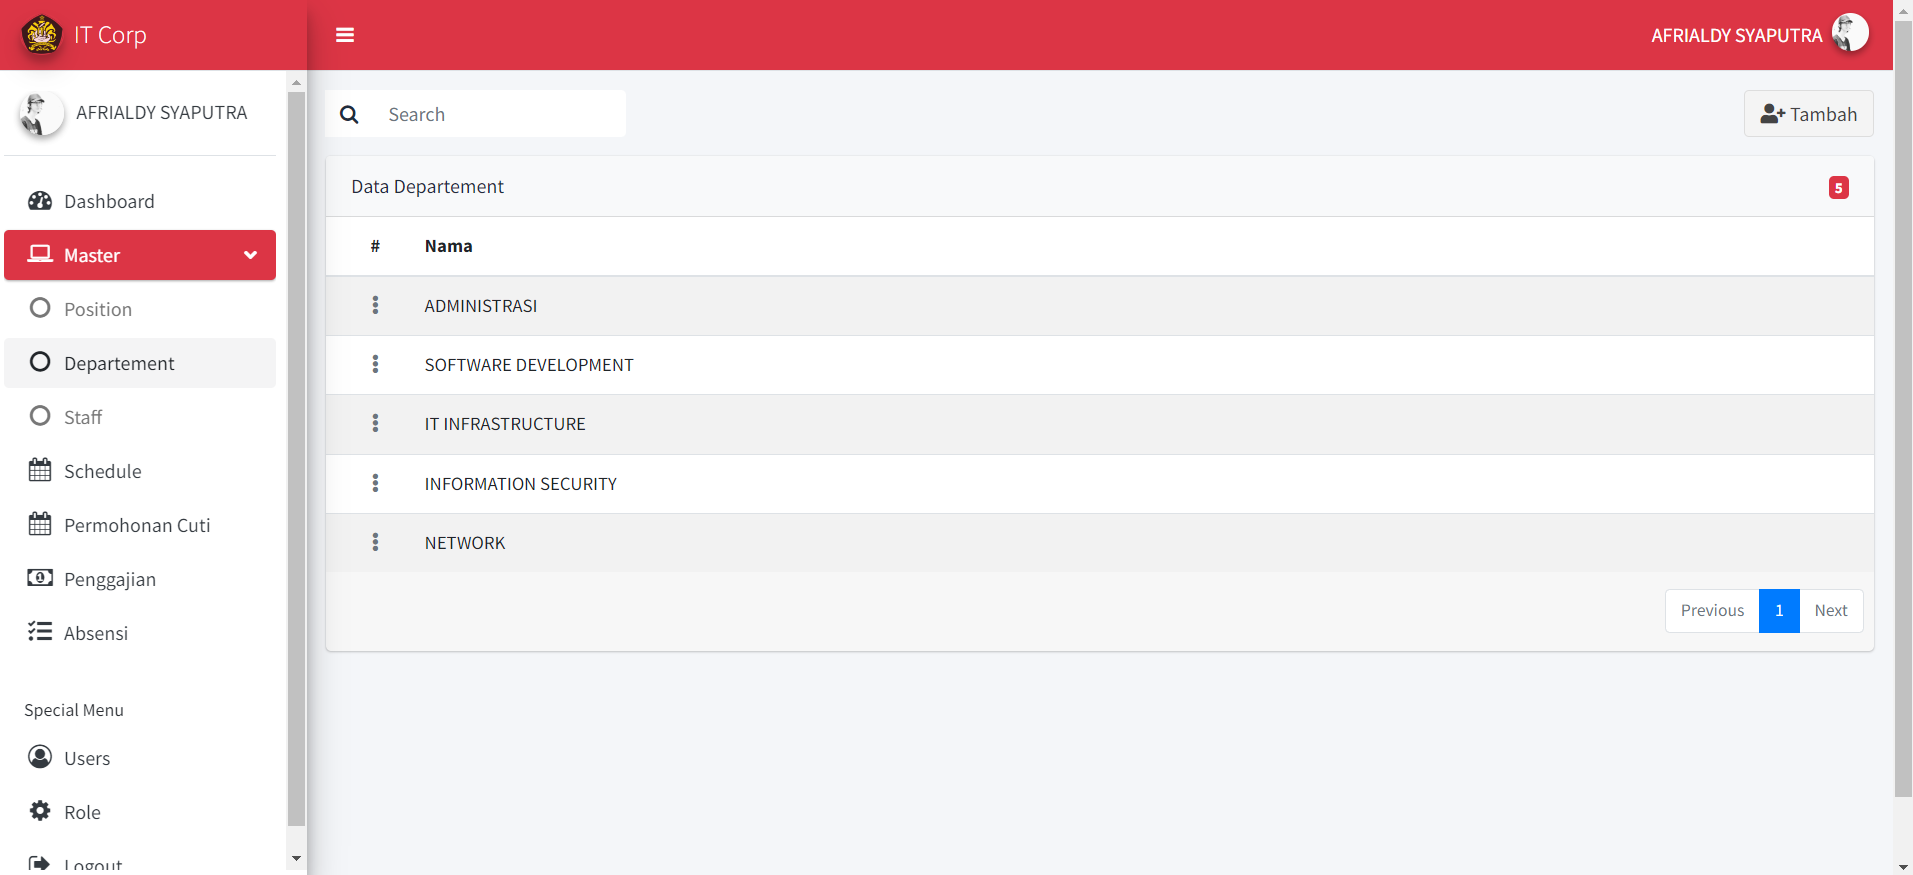 IT Corp
AFRIALDY SYAPUTRA
AFRIALDY SYAPUTRA
Dashboard
Master
Position
Departement
Staff
Schedule
Permohonan Cuti
Penggajian
Absensi
Special Menu
Users
Role
Logout
Search
Tambah
Data Departement
5
# Nama
ADMINISTRASI
SOFTWARE DEVELOPMENT
IT INFRASTRUCTURE
INFORMATION SECURITY
NETWORK
Previous 1 Next